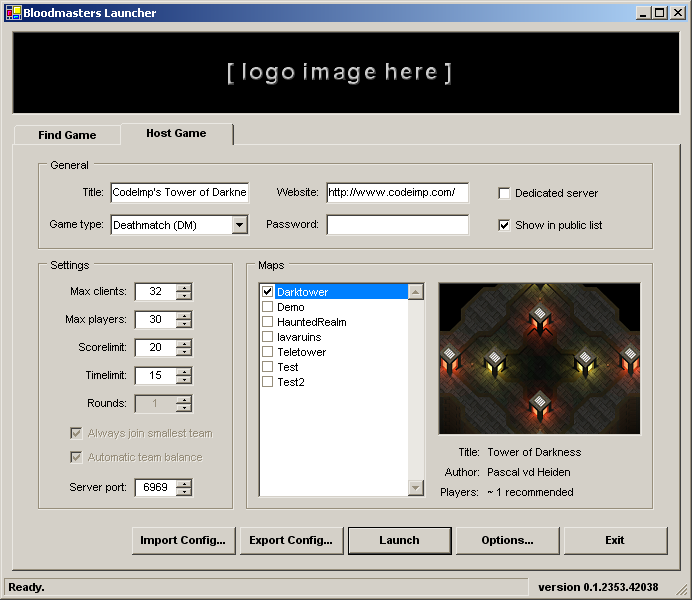 Bloodmasters Launcher
[ logo image here ]
Find Game
Host Game
General
Title: CodeImp's Tower of Darkne
Website: http://www.codeimp.com/
Dedicated server
Game type: Deathmatch (DM)
Password:
Show in public list
Settings
Max clients: 32
Max players: 30
Scorelimit: 20
Timelimit: 15
Rounds: 1
Always join smallest team
Automatic team balance
Server port: 6969
Maps
Darktower
Demo
HauntedRealm
lavaruins
Teletower
Test
Test2
Title: Tower of Darkness
Author: Pascal vd Heiden
Players: ~ 1 recommended
Import Config...
Export Config...
Launch
Options...
Exit
Ready.
version 0.1.2353.42038